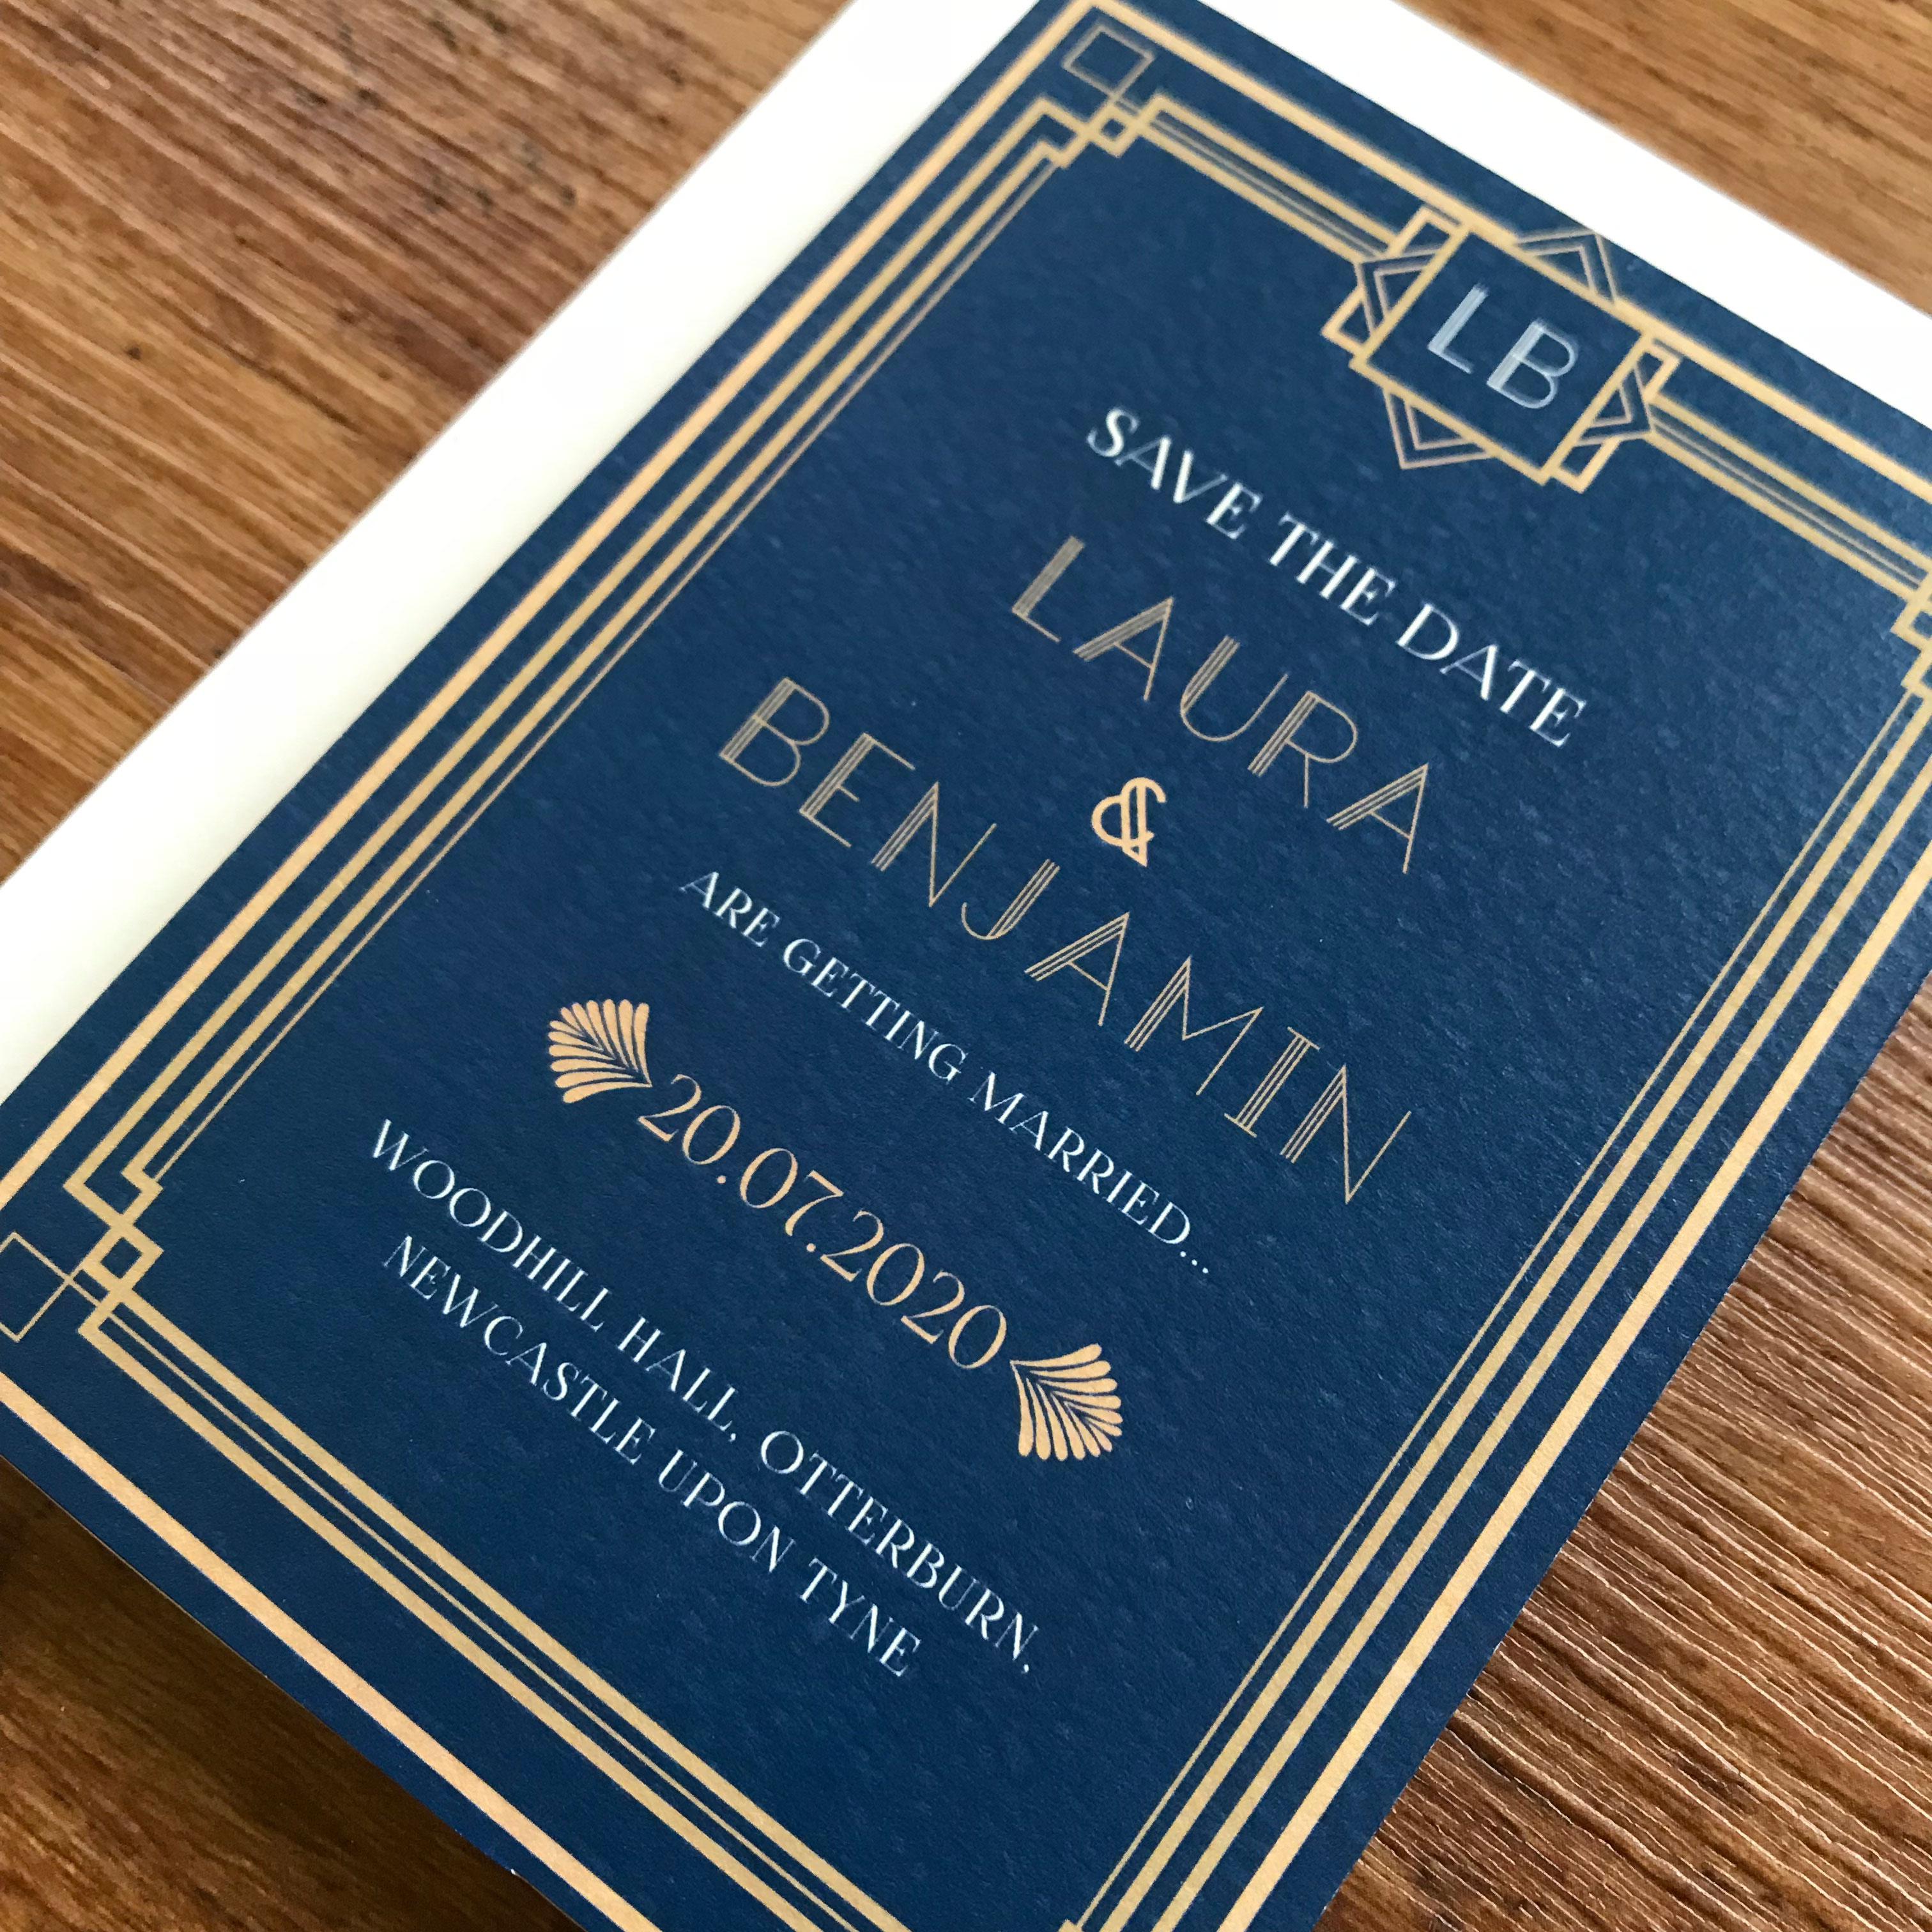 LB
SAVE THE DATE
LAURA
&
BENJAMIN
ARE GETTING MARRIED...
20.07.2020
WOODHILL HALL, OTTERBURN,
NEWCASTLE UPON TYNE